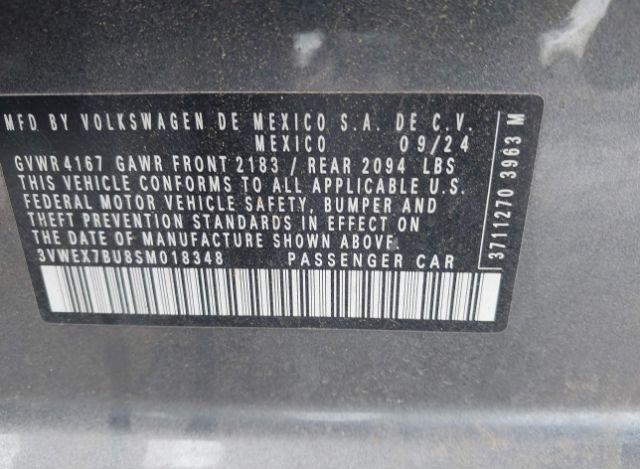 MFD BY VOLKSWAGEN DE MEXICO S.A. DE C.V.
MEXICO 09/24
GVWR 4167 GAWR FRONT 2183 / REAR 2094 LBS
THIS VEHICLE CONFORMS TO ALL APPLICABLE U.S.
FEDERAL MOTOR VEHICLE SAFETY, BUMPER AND
THEFT PREVENTION STANDARDS IN EFFECT ON
THE DATE OF MANUFACTURE SHOWN ABOVE.
3VWEX7BU8SM018348 PASSENGER CAR
3711270 3963 M